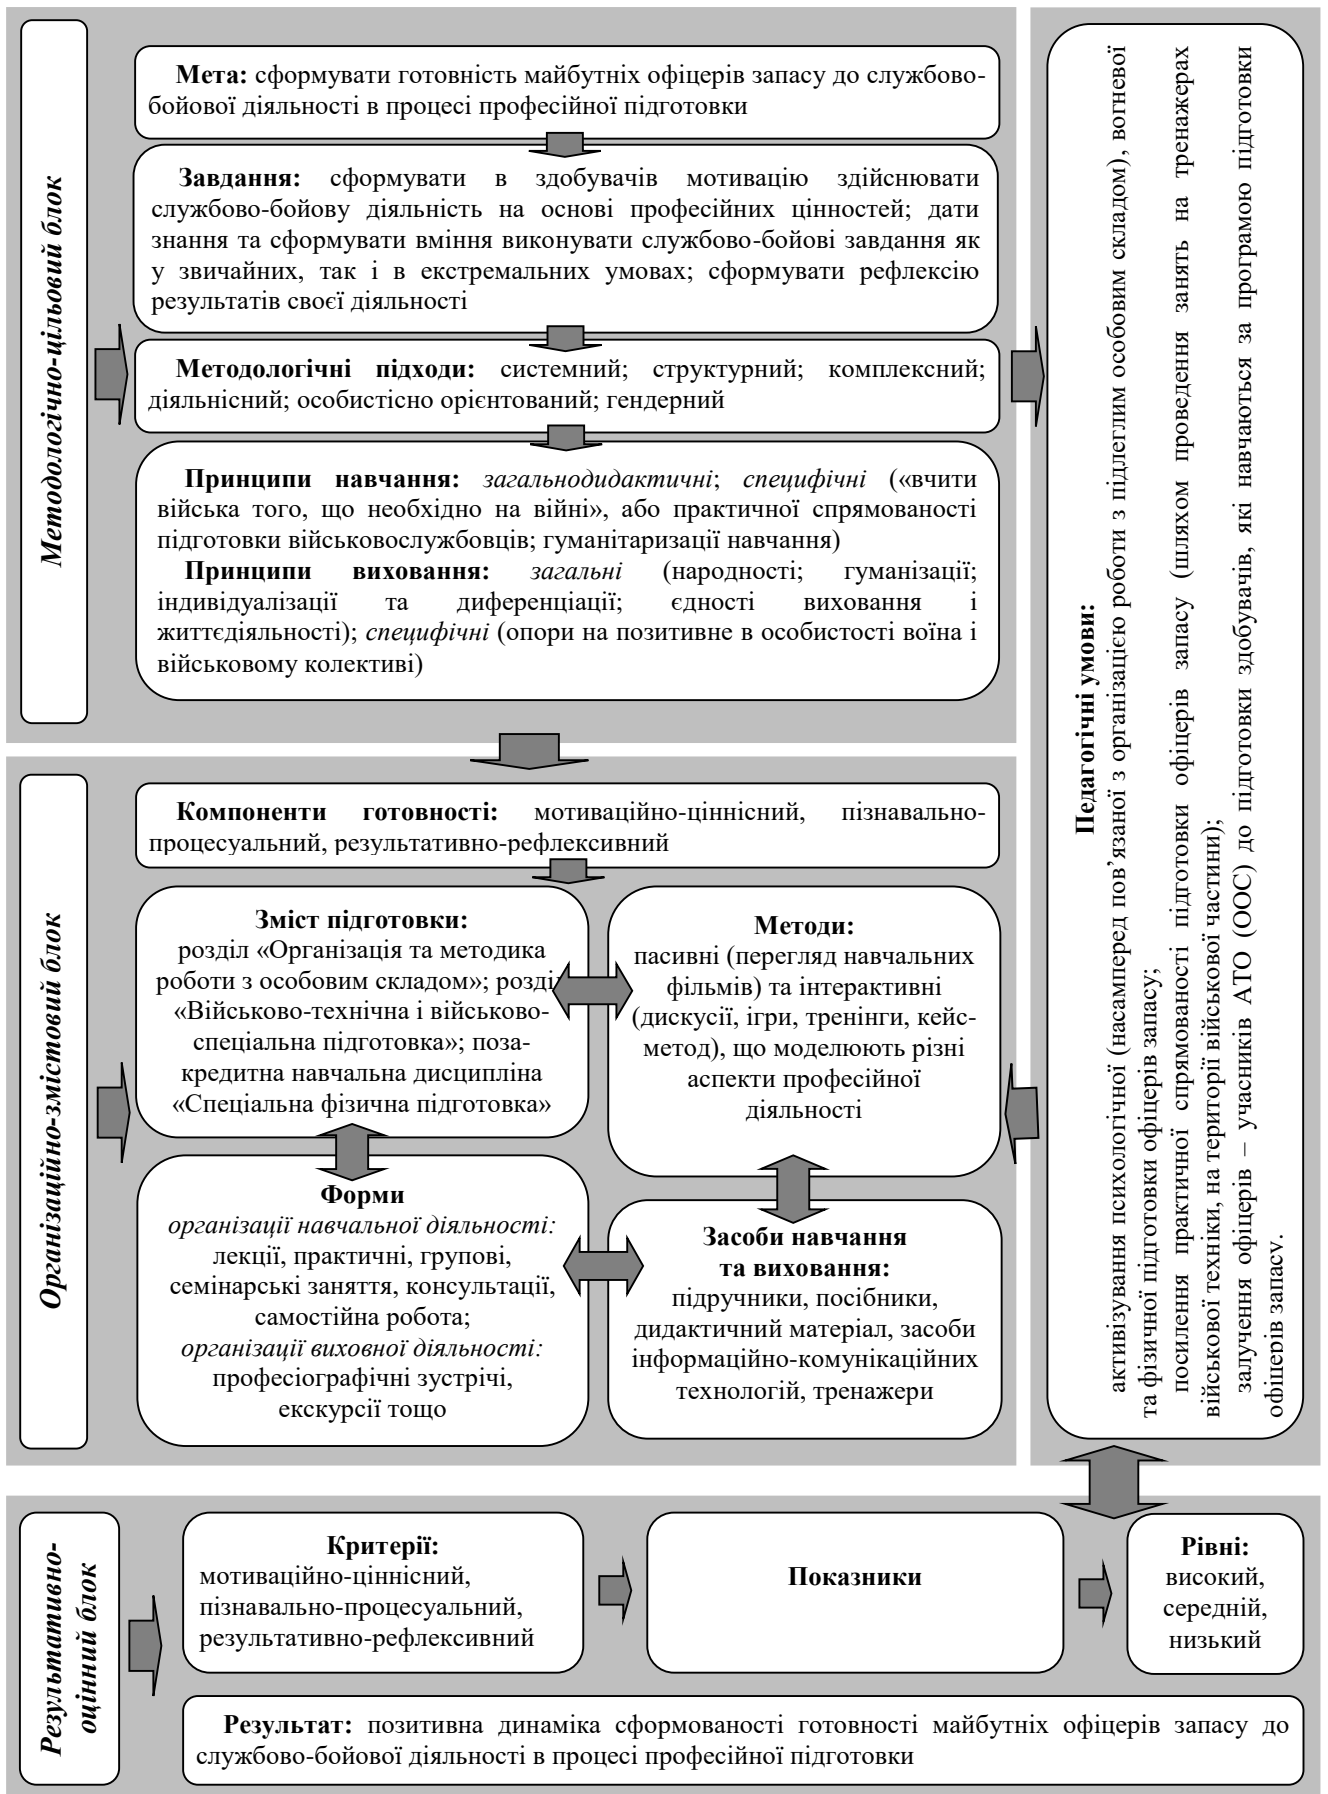 Методологічно-цільовий блок
Мета: сформувати готовність майбутніх офіцерів запасу до службово-
бойової діяльності в процесі професійної підготовки
Завдання: сформувати в здобувачів мотивацію здійснювати
службово-бойову діяльність на основі професійних цінностей; дати
знання та сформувати вміння виконувати службово-бойові завдання як
у звичайних, так і в екстремальних умовах; сформувати рефлексію
результатів своєї діяльності
Методологічні підходи: системний; структурний; комплексний;
діяльнісний; особистісно орієнтований; гендерний
Принципи навчання: загальнодидактичні; специфічні («вчити
війська того, що необхідно на війні», або практичної спрямованості
підготовки військовослужбовців; гуманітаризації навчання)
Принципи виховання: загальні (народності; гуманізації;
індивідуалізації та диференціації; єдності виховання і
життєдіяльності); специфічні (опори на позитивне в особистості воїна і
військовому колективі)
Педагогічні умови:
активізування психологічної (насамперед пов’язаної з організацією роботи з підлеглим особовим складом), вогневої
та фізичної підготовки офіцерів запасу;
посилення практичної спрямованості підготовки офіцерів запасу (шляхом проведення занять на тренажерах
військової техніки, на території військової частини);
залучення офіцерів – учасників АТО (ООС) до підготовки здобувачів, які навчаються за програмою підготовки
офіцерів запасу.
Організаційно-змістовий блок
Компоненти готовності: мотиваційно-ціннісний, пізнавально-
процесуальний, результативно-рефлексивний
Зміст підготовки:
розділ «Організація та методика
роботи з особовим складом»; розді
«Військово-технічна і військово-
спеціальна підготовка»; поза-
кредитна навчальна дисципліна
«Спеціальна фізична підготовка»
Методи:
пасивні (перегляд навчальних
фільмів) та інтерактивні
(дискусії, ігри, тренінги, кейс-
метод), що моделюють різні
аспекти професійної
діяльності
Форми
організації навчальної діяльності:
лекції, практичні, групові,
семінарські заняття, консультації,
самостійна робота;
організації виховної діяльності:
професіографічні зустрічі,
екскурсії тощо
Засоби навчання
та виховання:
підручники, посібники,
дидактичний матеріал, засоби
інформаційно-комунікаційних
технологій, тренажери
Результативно-
оцінний блок
Критерії:
мотиваційно-ціннісний,
пізнавально-процесуальний,
результативно-рефлексивний
Показники
Рівні:
високий,
середній,
низький
Результат: позитивна динаміка сформованості готовності майбутніх офіцерів запасу до
службово-бойової діяльності в процесі професійної підготовки